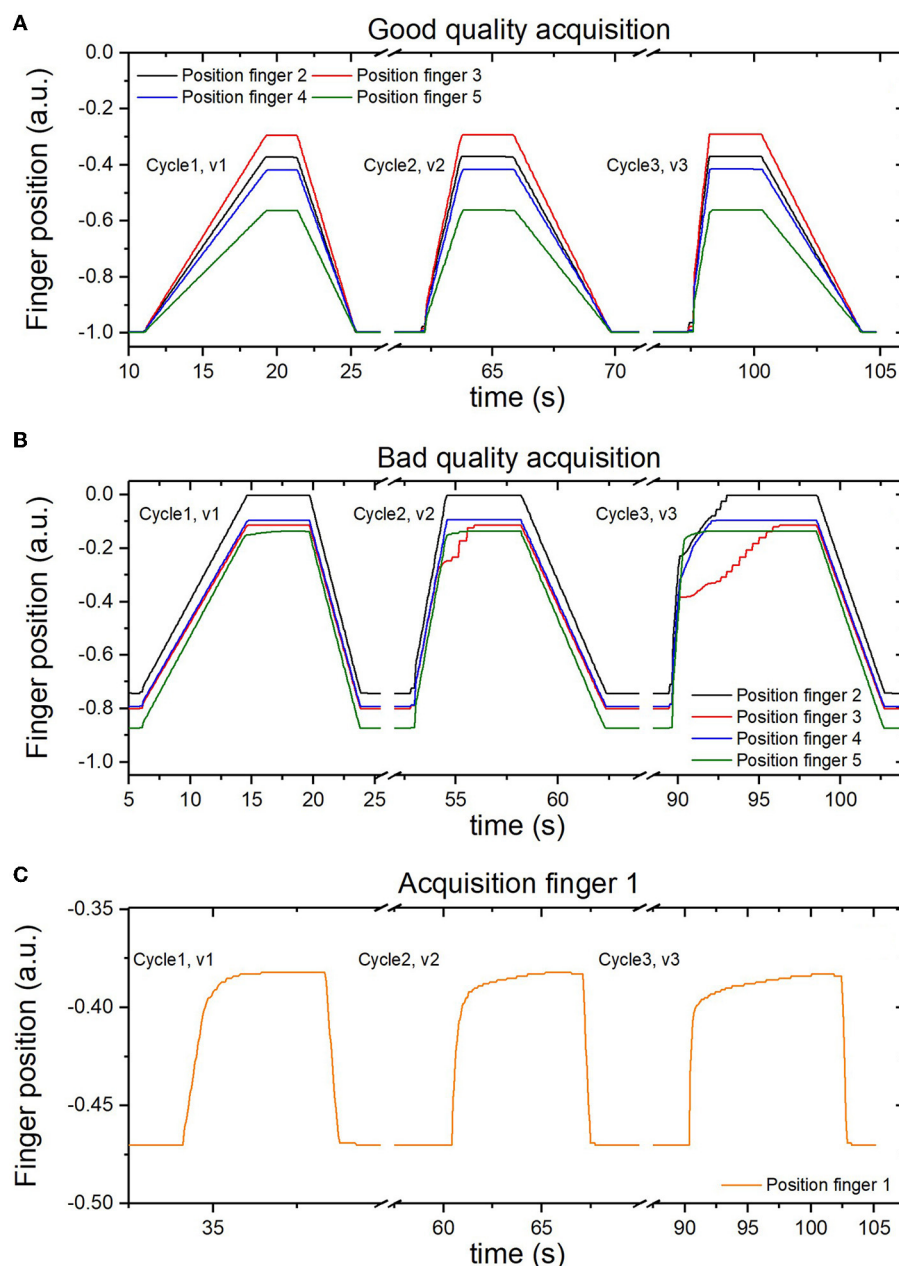 A
Good quality acquisition
0.0
Position finger 2 Position finger 3
Position finger 4 Position finger 5
-0.2
-0.4
-0.6
-0.8
-1.0
Finger position (a.u.)
Cycle1, v1 Cycle2, v2 Cycle3, v3
10 15 20 25 65 70 100 105
time (s)
B
Bad quality acquisition
0.0
-0.2
-0.4
-0.6
-0.8
-1.0
Finger position (a.u.)
Cycle1, v1 Cycle2, v2 Cycle3, v3
Position finger 2
Position finger 3
Position finger 4
Position finger 5
5 10 15 20 25 55 60 90 95 100
time (s)
C
Acquisition finger 1
-0.35
-0.40
-0.45
-0.50
Finger position (a.u.)
Cycle1, v1 Cycle2, v2 Cycle3, v3
Position finger 1
35 60 65 90 95 100 105
time (s)